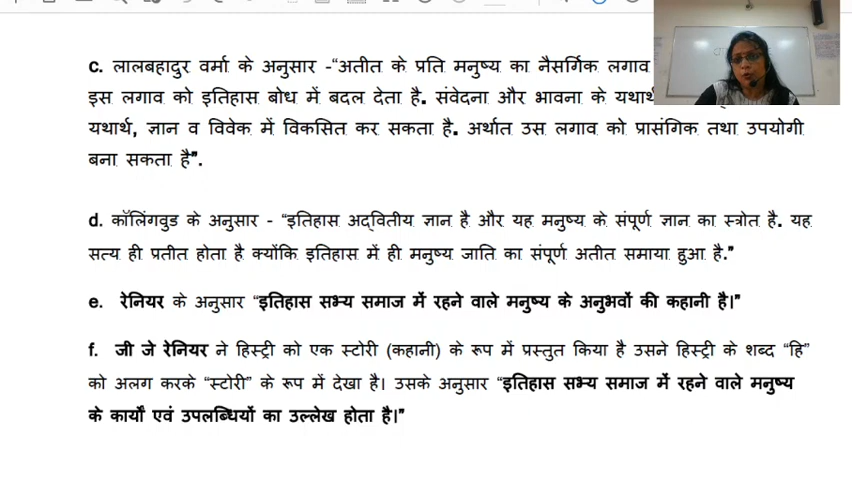 c. लालबहादुर वर्मा के अनुसार -“अतीत के प्रति मनुष्य का नैसर्गिक लगाव
इस लगाव को इतिहास बोध में बदल देता है. संवेदना और भावना के
यथार्थ, ज्ञान व विवेक में विकसित कर सकता है. अर्थात उस लगाव को प्रासंगिक तथा उपयोगी
बना सकता है”.
d. कॉलिंगवुड के अनुसार - “इतिहास अद्वितीय ज्ञान है और यह मनुष्य के संपूर्ण ज्ञान का स्त्रोत है. यह
सत्य ही प्रतीत होता है क्योंकि इतिहास में ही मनुष्य जाति का संपूर्ण अतीत समाया हुआ है.”
e. रेनियर के अनुसार “इतिहास सभ्य समाज में रहने वाले मनुष्य के अनुभवों की कहानी है।”
f. जी जे रेनियर ने हिस्ट्री को एक स्टोरी (कहानी) के रूप में प्रस्तुत किया है उसने हिस्ट्री के शब्द “हि”
को अलग करके “स्टोरी” के रूप में देखा है। उसके अनुसार “इतिहास सभ्य समाज में रहने वाले मनुष्य
के कार्यों एवं उपलब्धियों का उल्लेख होता है।”